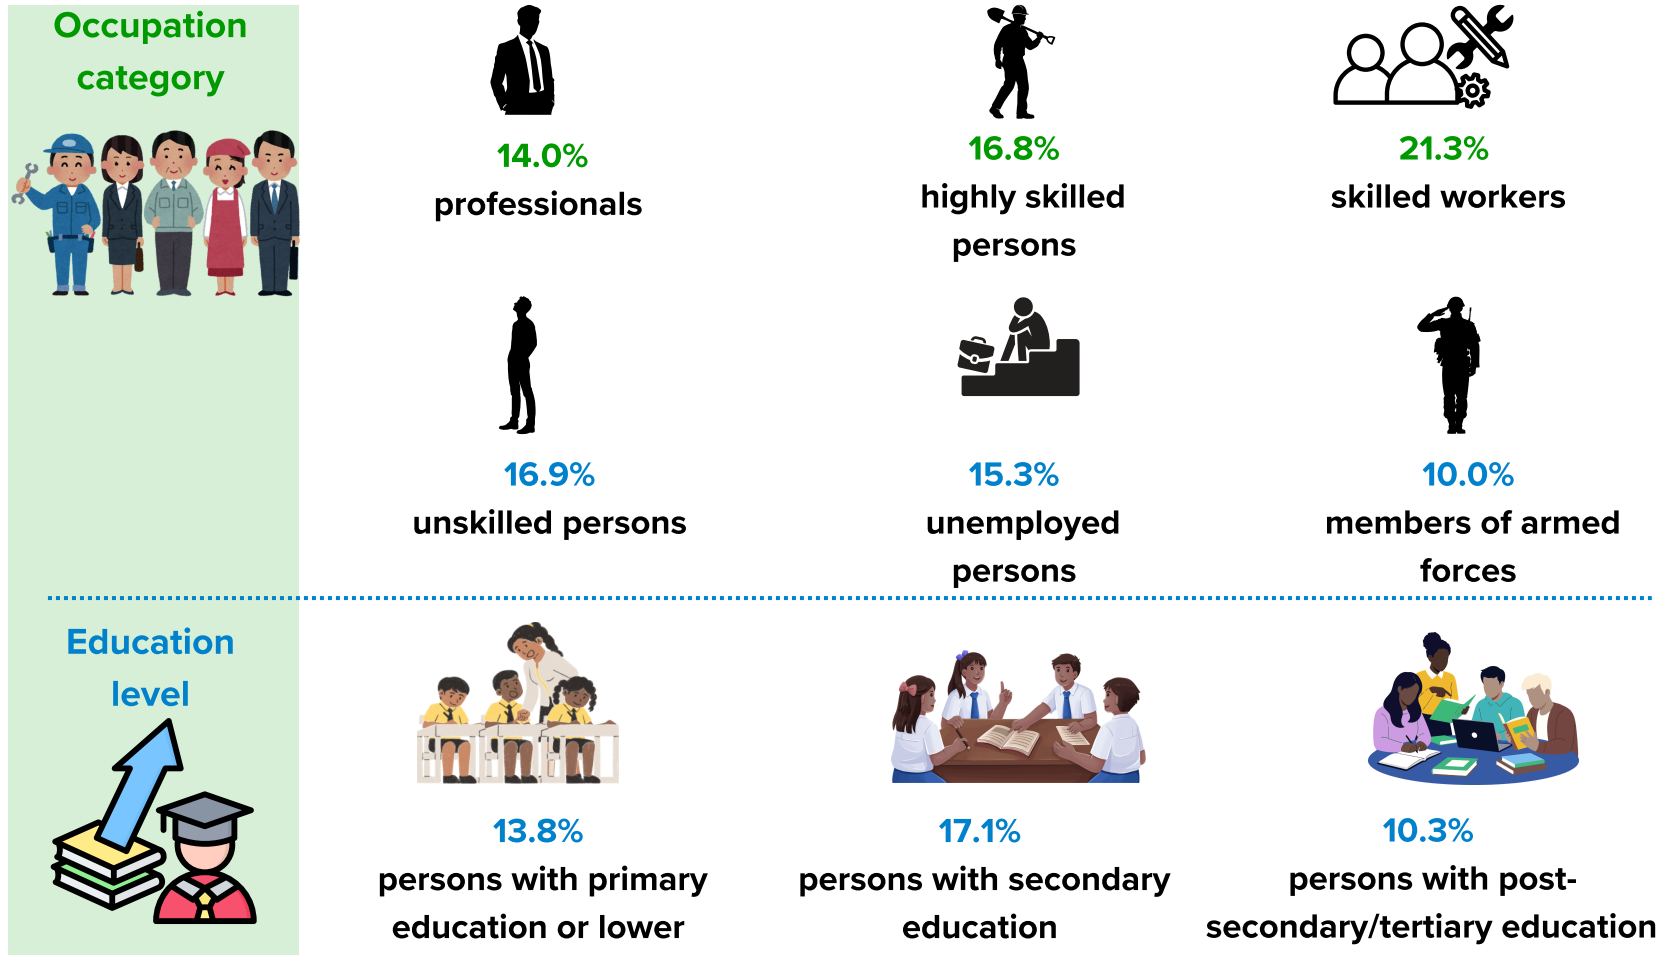 Occupation
category
14.0%
professionals
16.8%
highly skilled
persons
21.3%
skilled workers
16.9%
unskilled persons
15.3%
unemployed
persons
10.0%
members of armed
forces
Education
level
13.8%
persons with primary
education or lower
17.1%
persons with secondary
education
10.3%
persons with post-
secondary/tertiary education